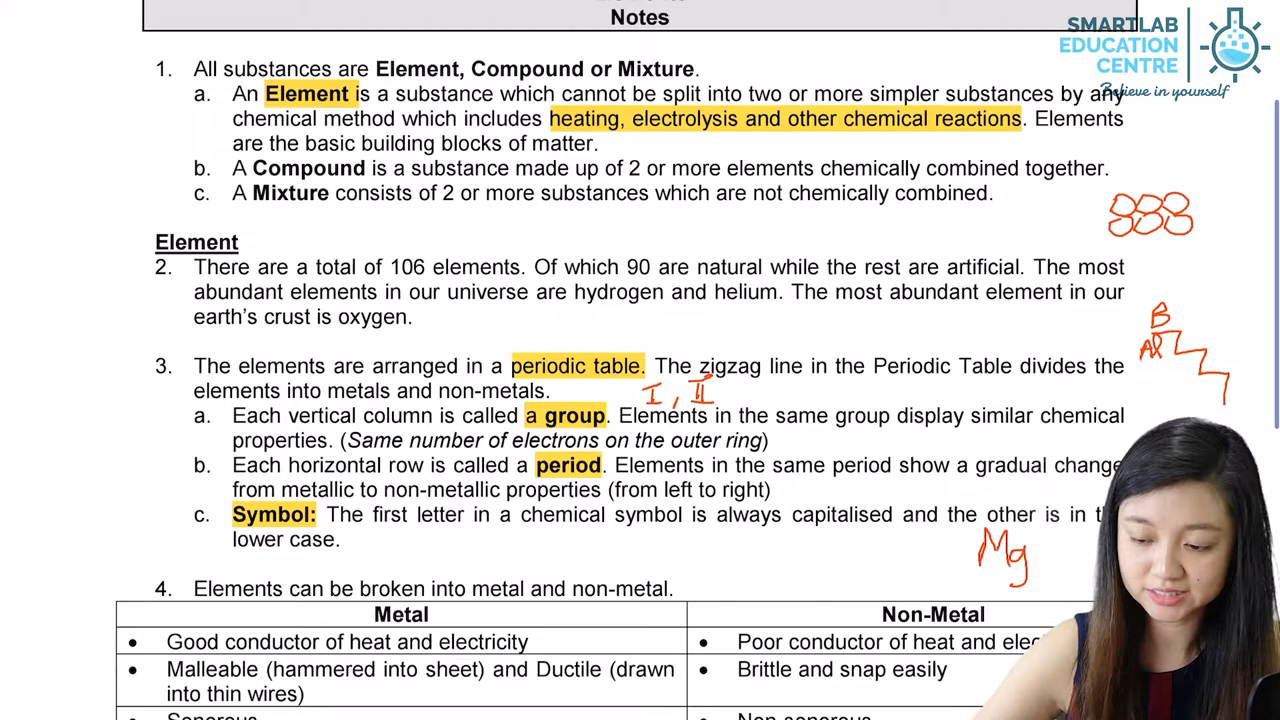 Notes
SMARTLAB
EDUCATION
CENTRE
Believe in yourself
1. All substances are Element, Compound or Mixture.
a. An Element is a substance which cannot be split into two or more simpler substances by any
chemical method which includes heating, electrolysis and other chemical reactions. Elements
are the basic building blocks of matter.
b. A Compound is a substance made up of 2 or more elements chemically combined together.
c. A Mixture consists of 2 or more substances which are not chemically combined.
Element
2. There are a total of 106 elements. Of which 90 are natural while the rest are artificial. The most
abundant elements in our universe are hydrogen and helium. The most abundant element in our
earth's crust is oxygen.
B
Al
3. The elements are arranged in a periodic table. The zigzag line in the Periodic Table divides the
elements into metals and non-metals.
I, II
a. Each vertical column is called a group. Elements in the same group display similar chemical
properties. (Same number of electrons on the outer ring)
b. Each horizontal row is called a period. Elements in the same period show a gradual change
from metallic to non-metallic properties (from left to right)
c. Symbol: The first letter in a chemical symbol is always capitalised and the other is in
lower case.
Mg
4. Elements can be broken into metal and non-metal.
Metal
Non-Metal
• Good conductor of heat and electricity
• Poor conductor of heat and
• Malleable (hammered into sheet) and Ductile (drawn
into thin wires)
• Brittle and snap easily